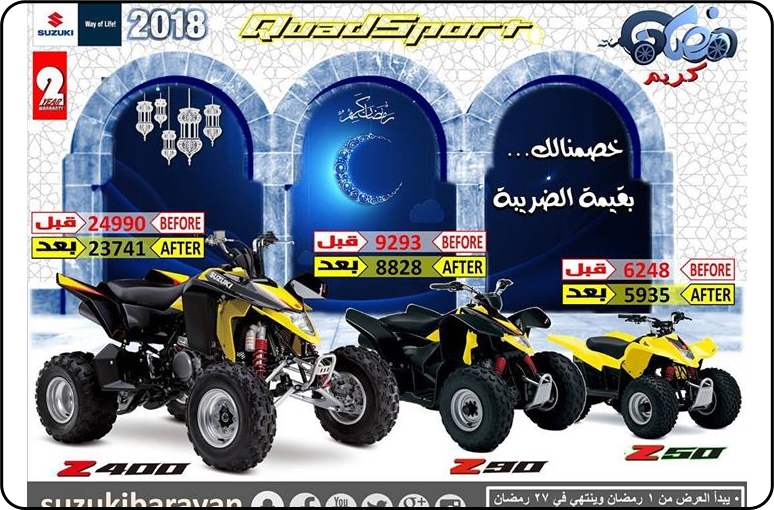 SUZUKI
Way of Life!
2018
QuadSport
رمضان
كريم
2
YEAR
WARRANTY
رمضان كريم
خصمنالك...
بقيمة الضريبة
قبل 24990 BEFORE
بعد 23741 AFTER
قبل 9293 BEFORE
بعد 8828 AFTER
قبل 6248 BEFORE
بعد 5935 AFTER
SUZUKI
Z400
Z90
Z50
suzukibarayan
You
• يبدأ العرض من ١ رمضان وينتهي في ٢٧ رمضان